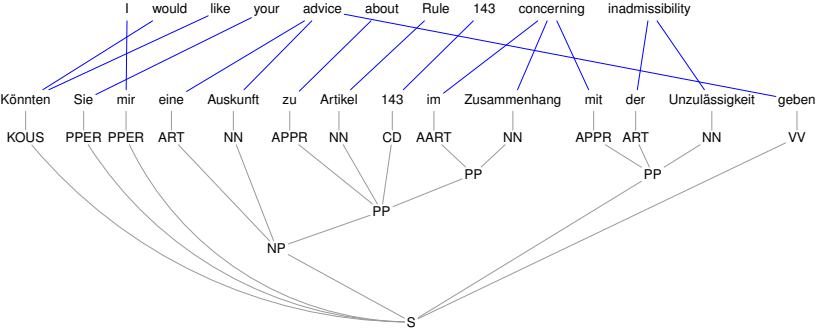 I would like your advice about Rule 143 concerning inadmissibility
Könnten Sie mir eine Auskunft zu Artikel 143 im Zusammenhang mit der Unzulässigkeit geben
KOUS PPER PPER ART NN APPR NN CD AART NN APPR ART NN VV
PP PP
PP
NP
S